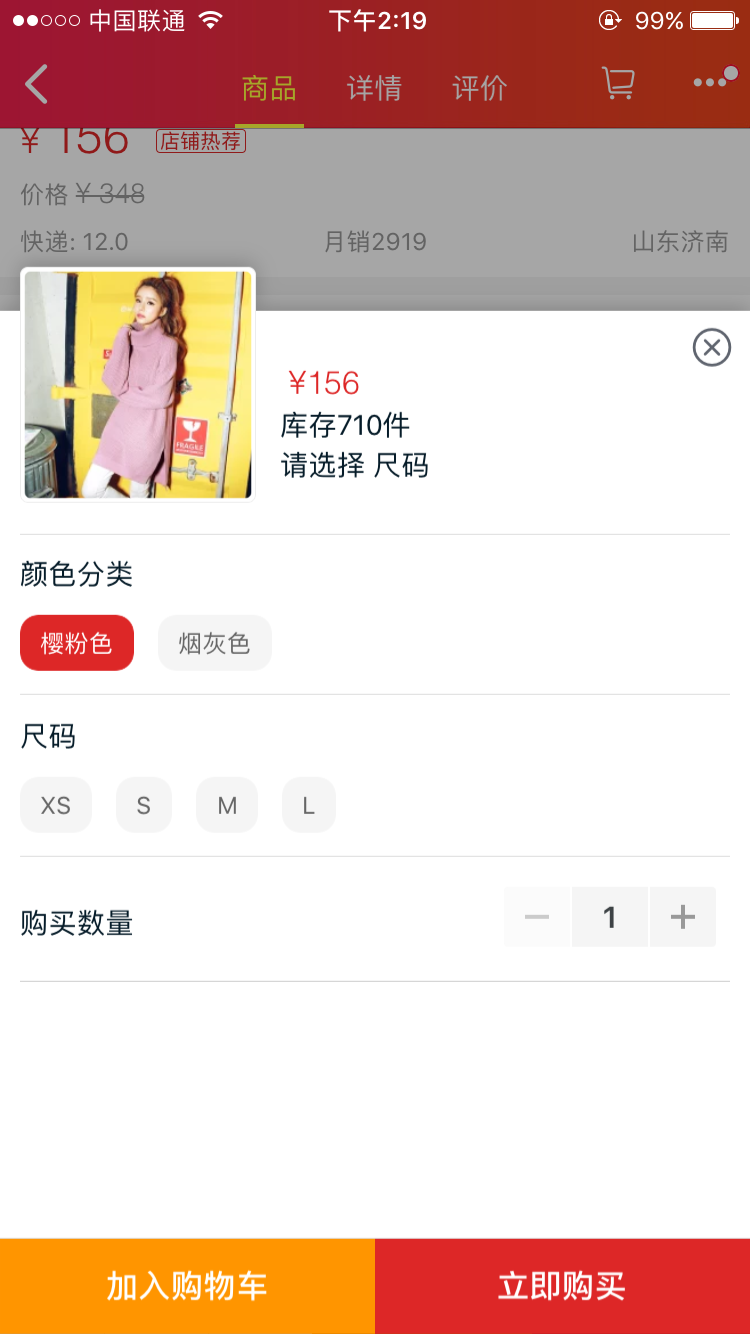 中国联通 下午2:19 99%
商品 详情 评价
¥ 156 店铺热荐
价格 ¥ 348
快递: 12.0 月销2919 山东济南
FRAGILE
¥156
库存710件
请选择 尺码
颜色分类
樱粉色 烟灰色
尺码
XS S M L
购买数量 1
加入购物车 立即购买